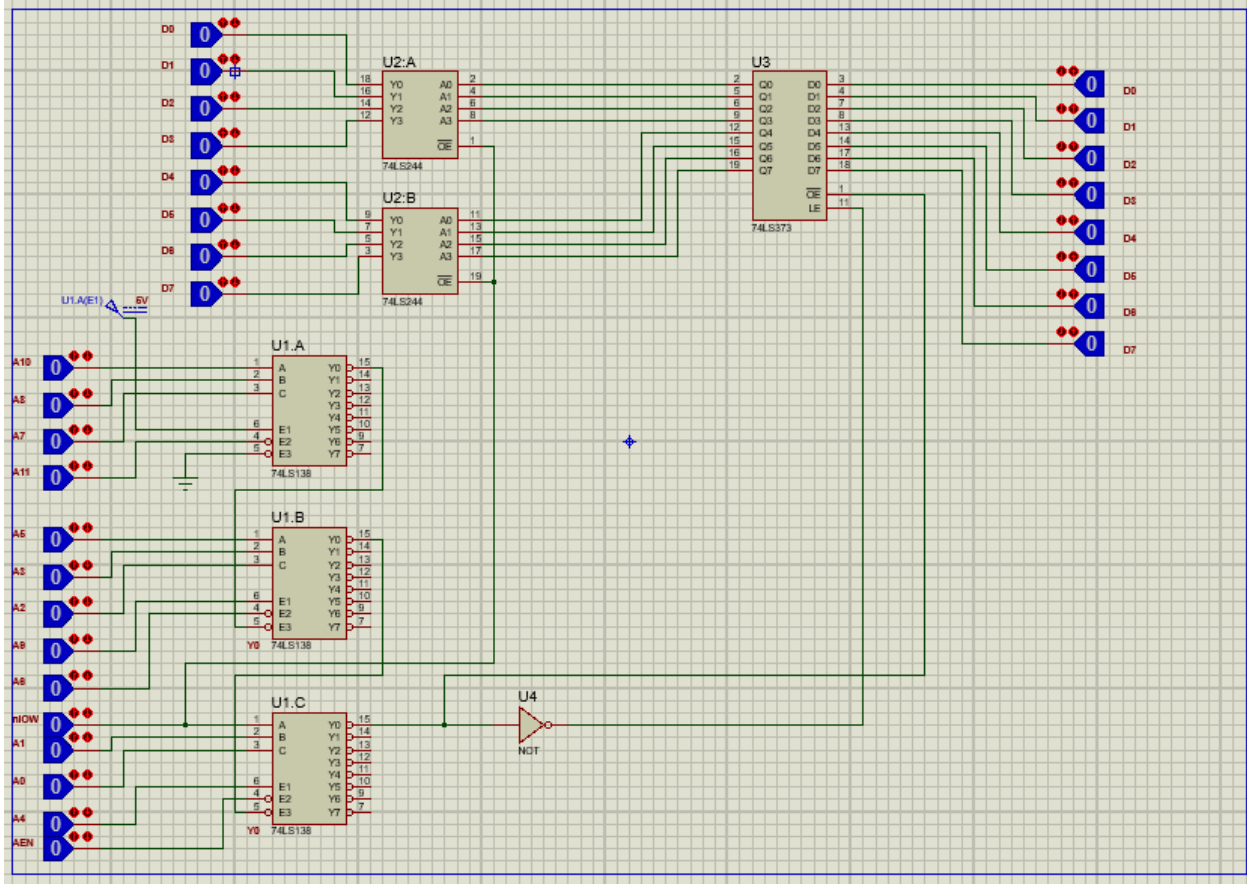 D0
D1
D2
D3
D4
D5
D6
D7
U2:A
18 Y0 A0 2
16 Y1 A1 4
14 Y2 A2 6
12 Y3 A3 8
OE 1
74LS244
U2:B
9 Y0 A0 11
7 Y1 A1 13
5 Y2 A2 15
3 Y3 A3 17
OE 19
74LS244
U3
2 Q0 D0 3
5 Q1 D1 4
6 Q2 D2 7
9 Q3 D3 8
12 Q4 D4 13
15 Q5 D5 14
16 Q6 D6 17
19 Q7 D7 18
OE 1
LE 11
74LS373
D0
D1
D2
D3
D4
D5
D6
D7
U1.A(E1)
5V
A10
A8
A7
A11
U1.A
1 A Y0 15
2 B Y1 14
3 C Y2 13
Y3 12
Y4 11
6 E1 Y5 10
4 E2 Y6 9
5 E3 Y7 7
74LS138
A5
A3
A2
A9
A6
U1.B
1 A Y0 15
2 B Y1 14
3 C Y2 13
Y3 12
Y4 11
6 E1 Y5 10
4 E2 Y6 9
5 E3 Y7 7
Y0 74LS138
nIOW
A1
A0
A4
AEN
U1.C
1 A Y0 15
2 B Y1 14
3 C Y2 13
Y3 12
Y4 11
6 E1 Y5 10
4 E2 Y6 9
5 E3 Y7 7
Y0 74LS138
U4
NOT